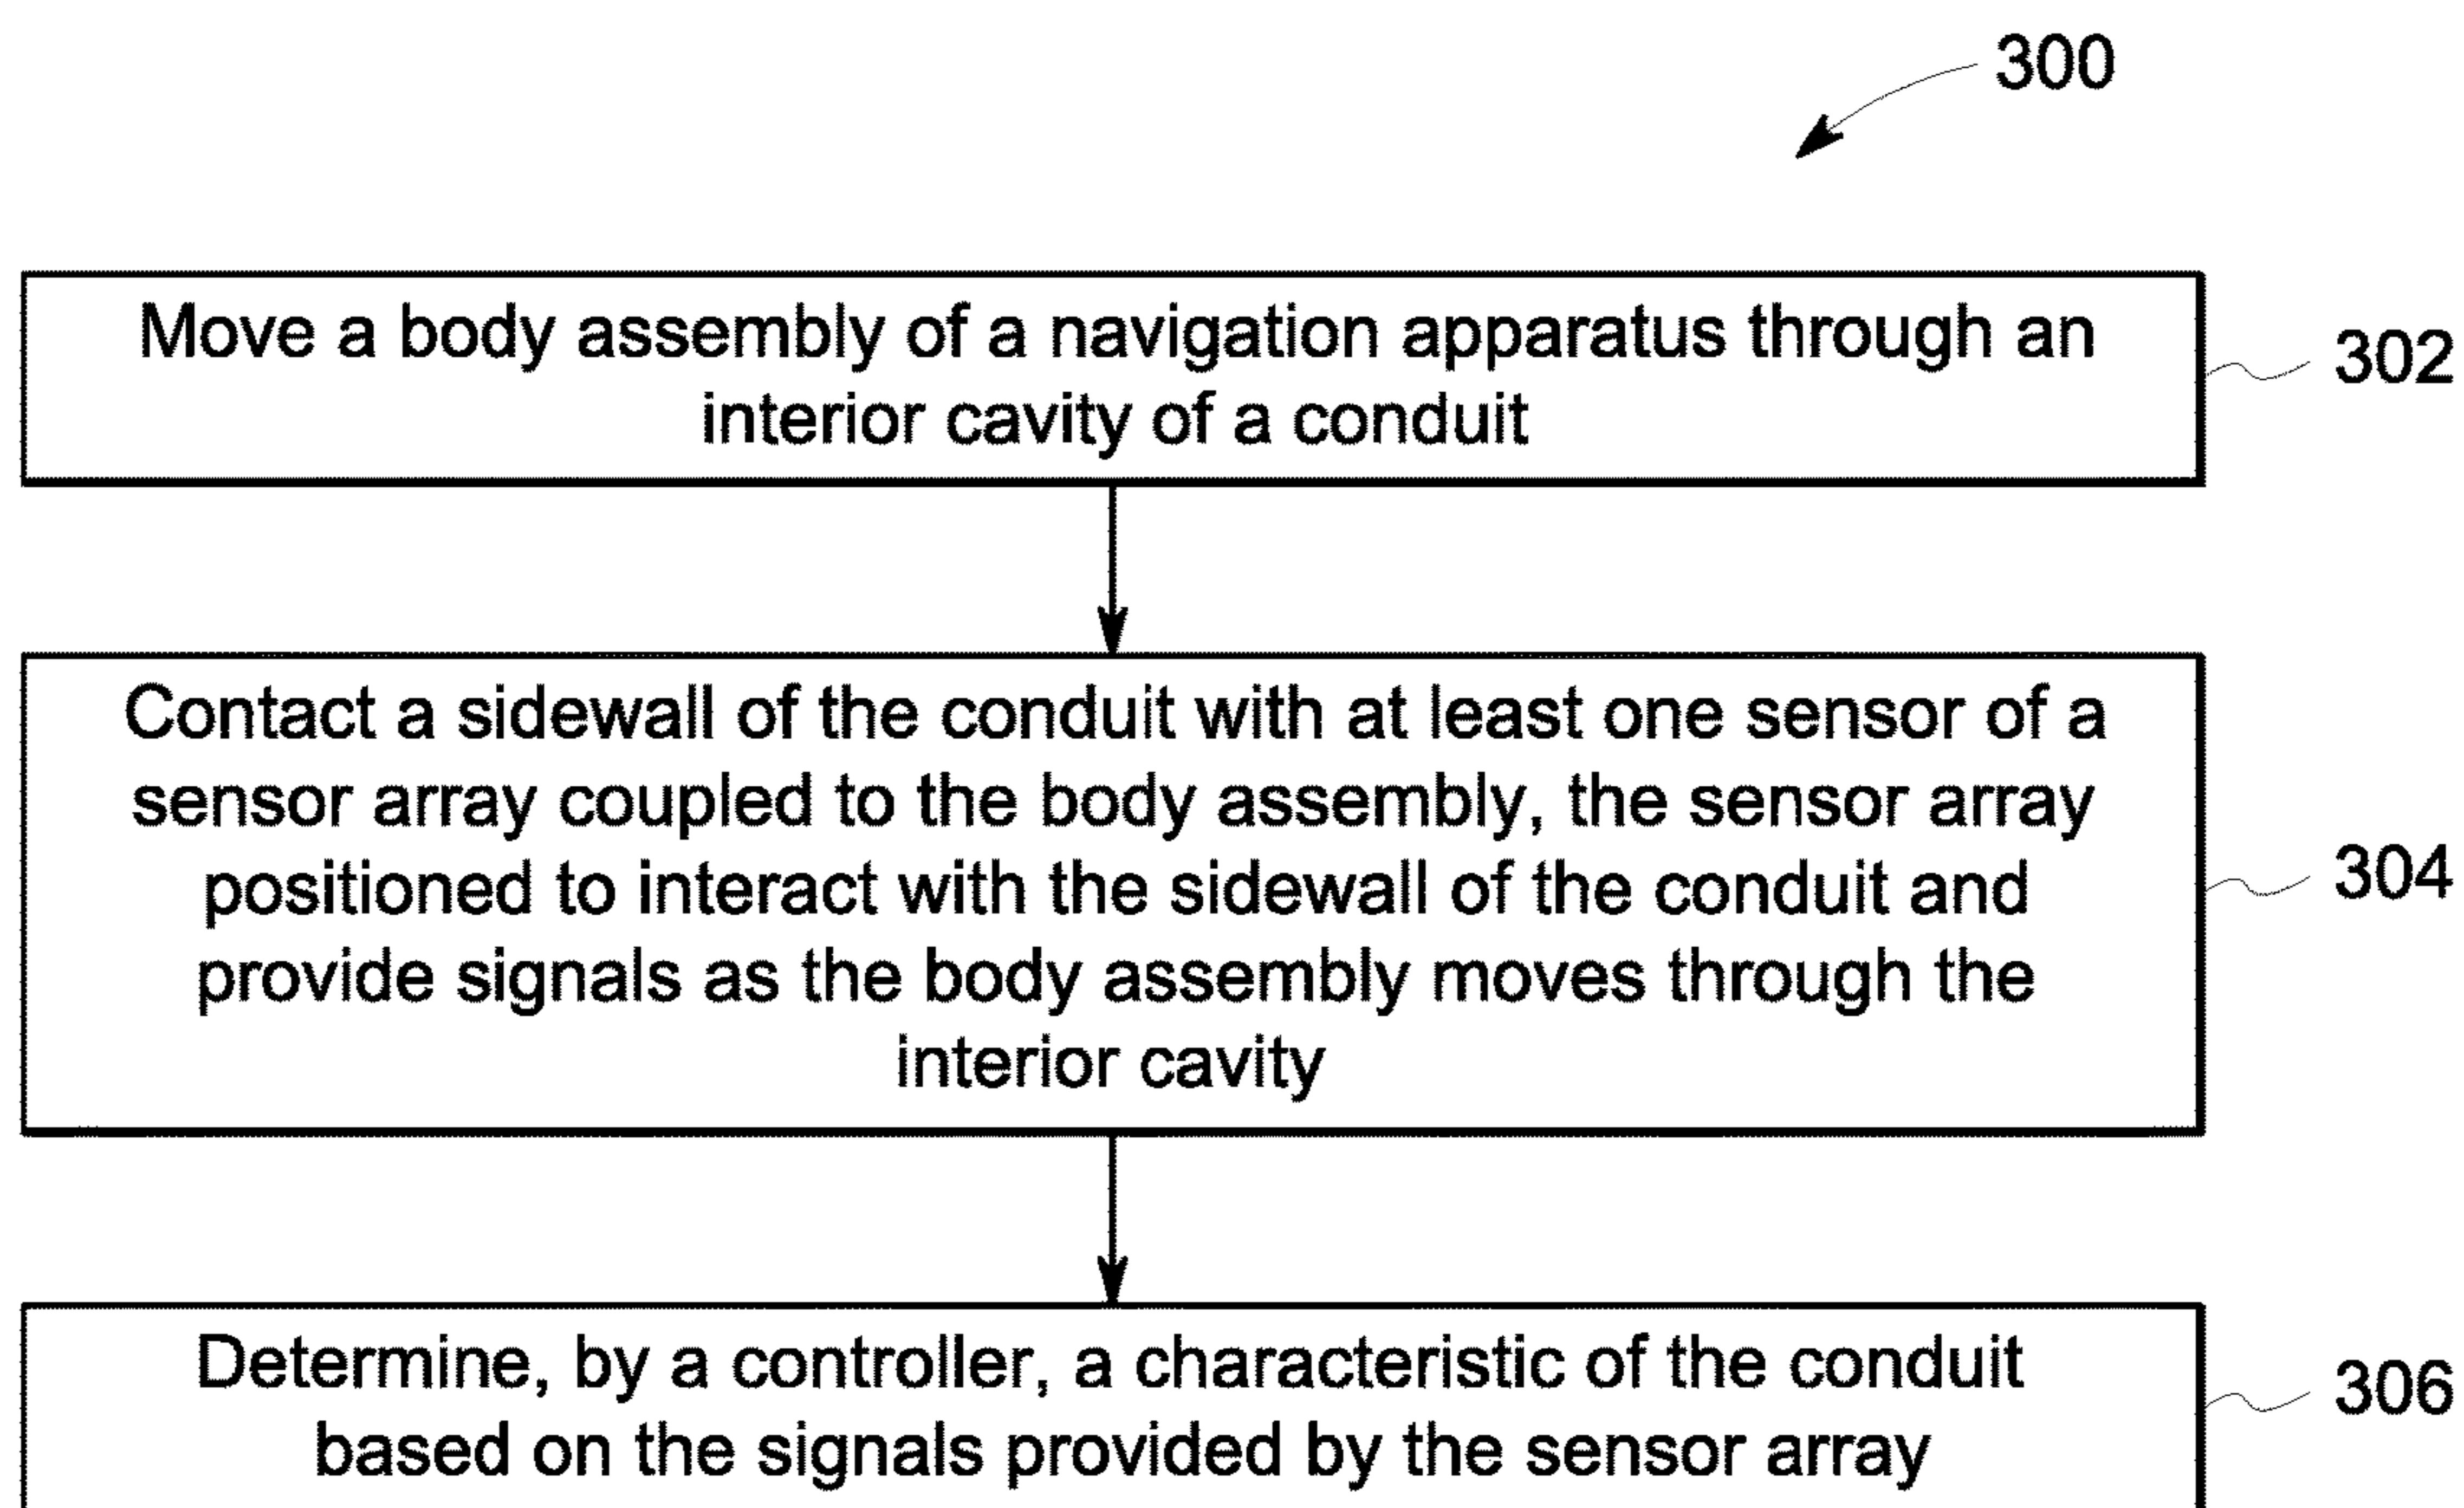 300
Move a body assembly of a navigation apparatus through an
interior cavity of a conduit
302
Contact a sidewall of the conduit with at least one sensor of a
sensor array coupled to the body assembly, the sensor array
positioned to interact with the sidewall of the conduit and
provide signals as the body assembly moves through the
interior cavity
304
Determine, by a controller, a characteristic of the conduit
based on the signals provided by the sensor array
306